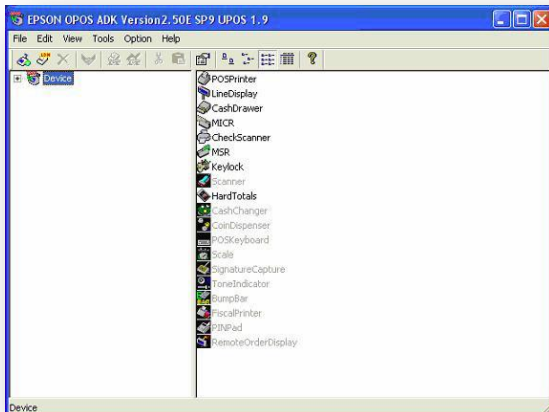 EPSON OPOS ADK Version2.50E SP9 UPOS 1.9
File Edit View Tools Option Help
Device
POSPrinter
LineDisplay
CashDrawer
MICR
CheckScanner
MSR
Keylock
Scanner
HardTotals
CashChanger
CoinDispenser
POSKeyboard
Scale
SignatureCapture
ToneIndicator
BumpBar
FiscalPrinter
PINPad
RemoteOrderDisplay
Device